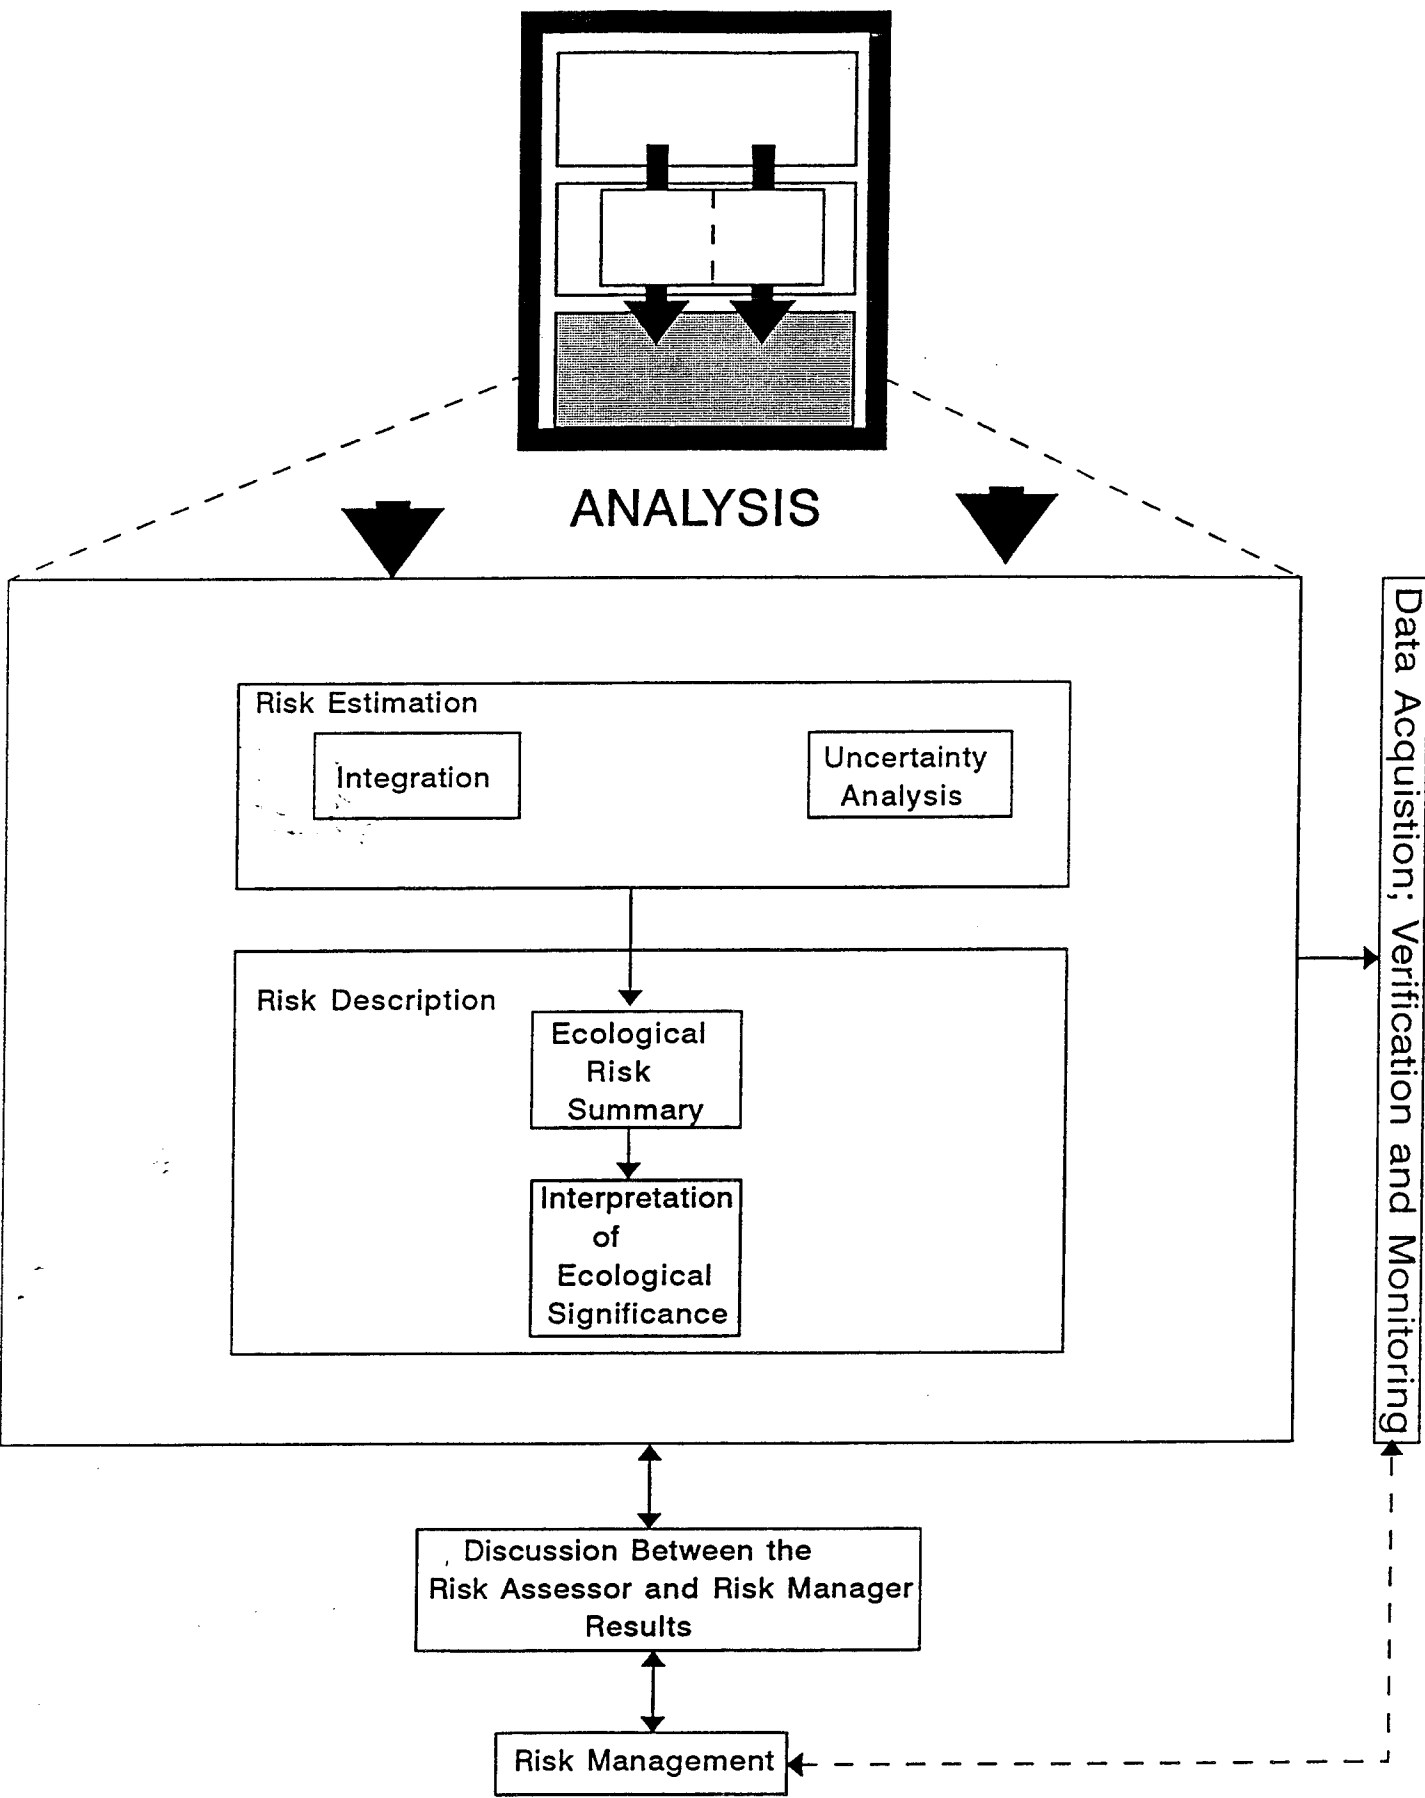 ANALYSIS
Risk Estimation
Integration
Uncertainty
Analysis
Risk Description
Ecological
Risk
Summary
Interpretation
of
Ecological
Significance
Data Acquistion; Verification and Monitoring
Discussion Between the
Risk Assessor and Risk Manager
Results
Risk Management